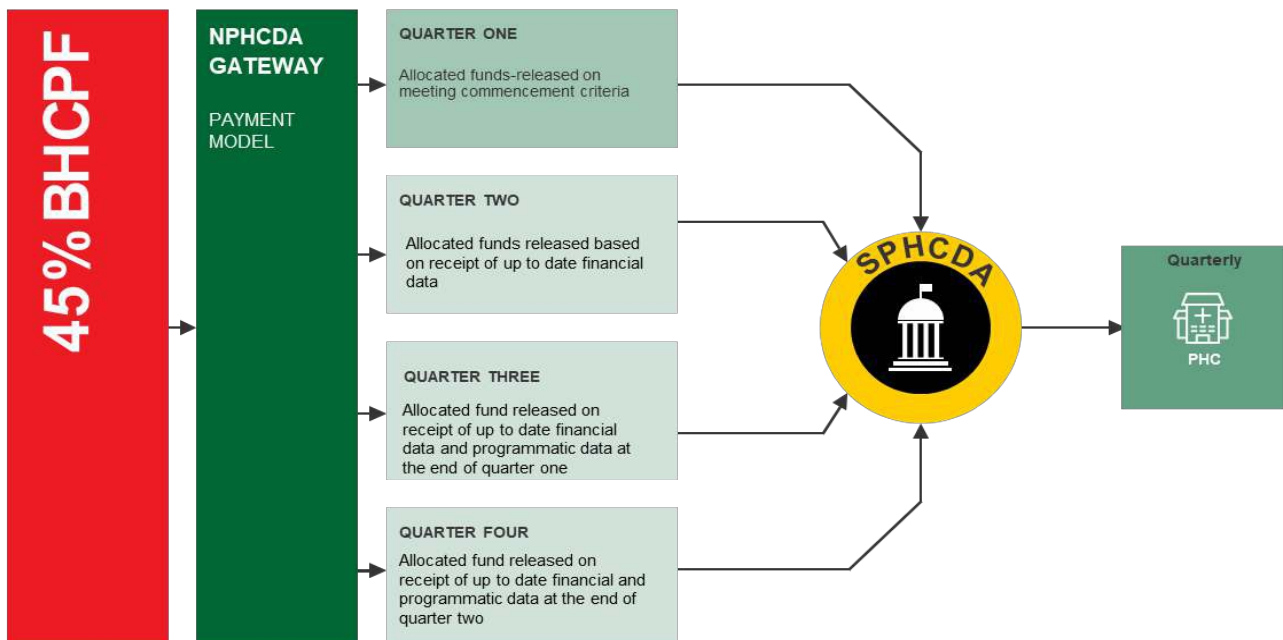 45%BHCPF
NPHCDA
GATEWAY
PAYMENT
MODEL
QUARTER ONE
Allocated funds-released on
meeting commencement criteria
QUARTER TWO
Allocated funds released based
on receipt of up to date financial
data
QUARTER THREE
Allocated fund released on
receipt of up to date financial
data and programmatic data at
the end of quarter one
QUARTER FOUR
Allocated fund released on
receipt of up to date financial and
programmatic data at the end of
quarter two
SPHCDA
Quarterly
PHC